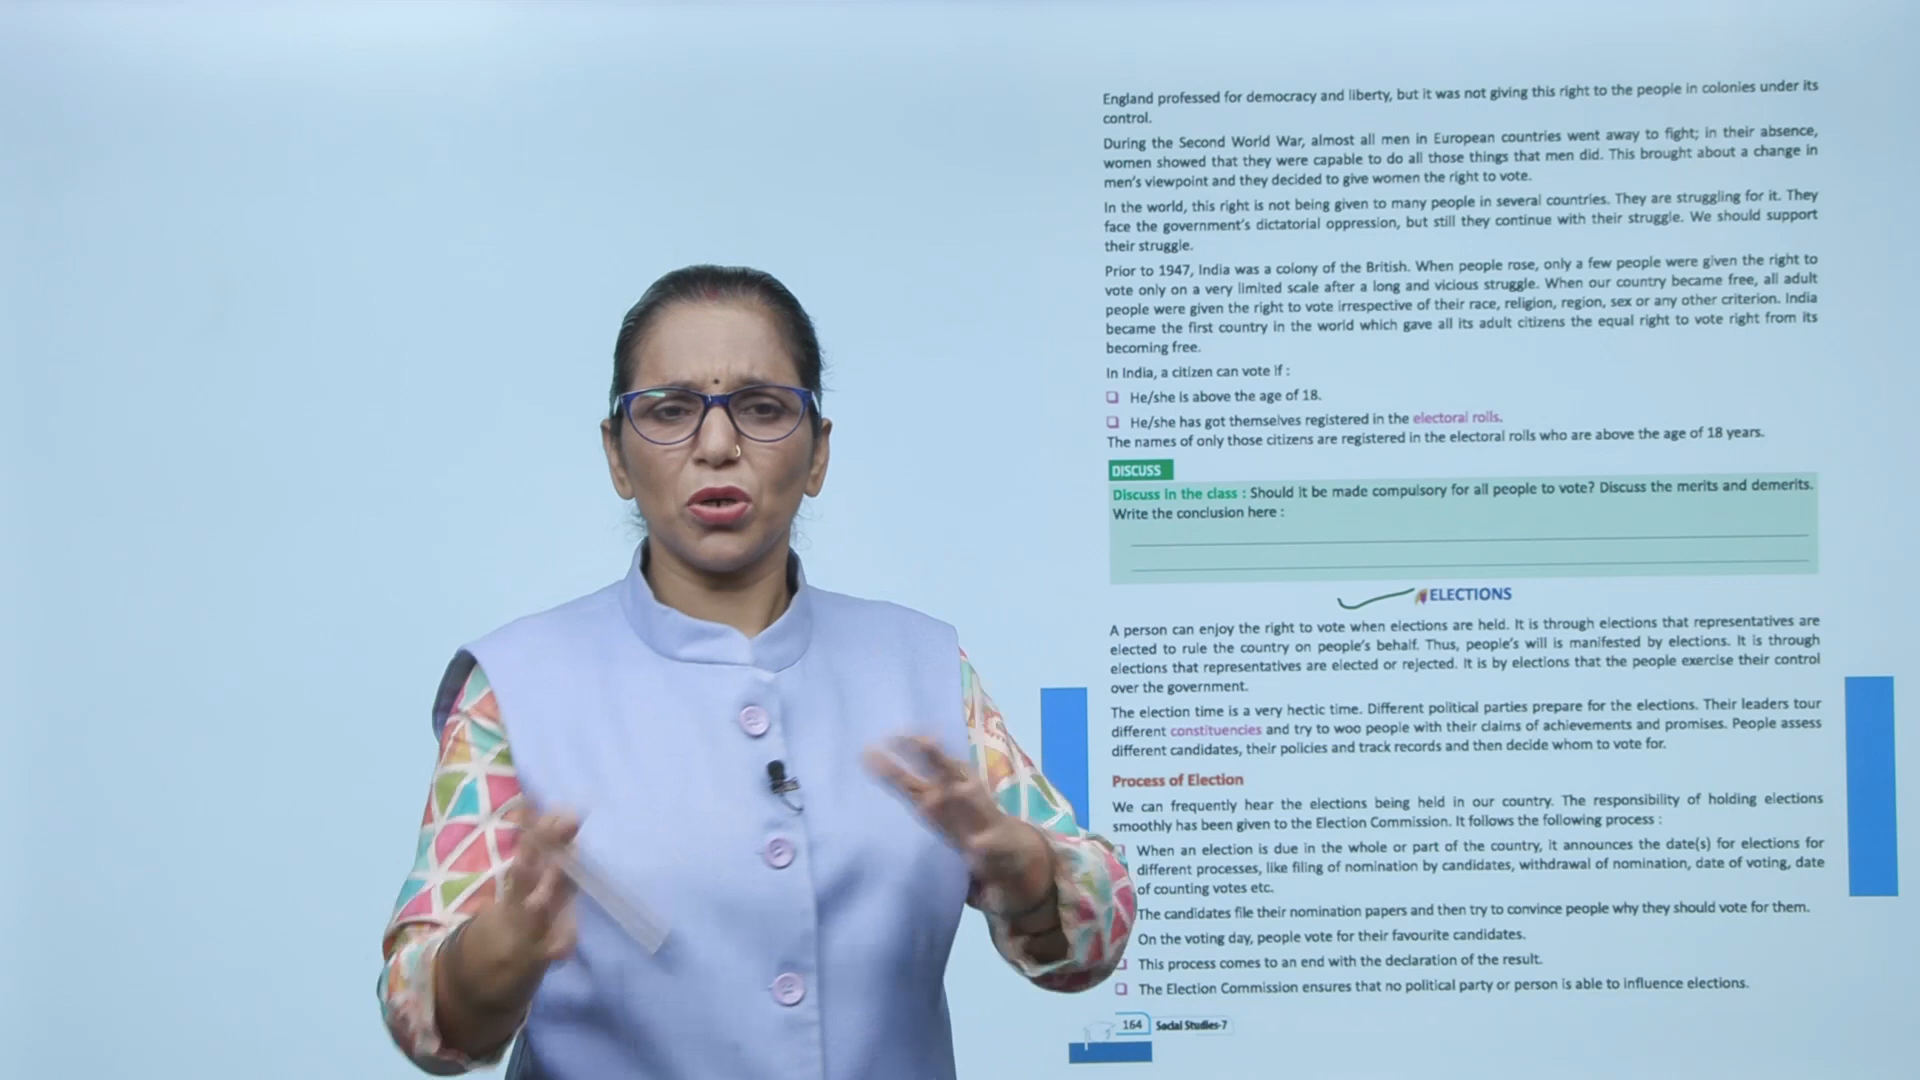 England professed for democracy and liberty, but it was not giving this right to the people in colonies under its
control.
During the Second World War, almost all men in European countries went away to fight; in their absence,
women showed that they were capable to do all those things that men did. This brought about a change in
men's viewpoint and they decided to give women the right to vote.
In the world, this right is not being given to many people in several countries. They are struggling for it. They
face the government's dictatorial oppression, but still they continue with their struggle. We should support
their struggle.
Prior to 1947, India was a colony of the British. When people rose, only a few people were given the right to
vote only on a very limited scale after a long and vicious struggle. When our country became free, all adult
people were given the right to vote irrespective of their race, religion, region, sex or any other criterion. India
became the first country in the world which gave all its adult citizens the equal right to vote right from its
becoming free.
In India, a citizen can vote if :
He/she is above the age of 18.
He/she has got themselves registered in the electoral rolls.
The names of only those citizens are registered in the electoral rolls who are above the age of 18 years.
DISCUSS
Discuss in the class : Should it be made compulsory for all people to vote? Discuss the merits and demerits.
Write the conclusion here :
ELECTIONS
A person can enjoy the right to vote when elections are held. It is through elections that representatives are
elected to rule the country on people's behalf. Thus, people's will is manifested by elections. It is through
elections that representatives are elected or rejected. It is by elections that the people exercise their control
over the government.
The election time is a very hectic time. Different political parties prepare for the elections. Their leaders tour
different constituencies and try to woo people with their claims of achievements and promises. People assess
different candidates, their policies and track records and then decide whom to vote for.
Process of Election
We can frequently hear the elections being held in our country. The responsibility of holding elections
smoothly has been given to the Election Commission. It follows the following process :
When an election is due in the whole or part of the country, it announces the date(s) for elections for
different processes, like filing of nomination by candidates, withdrawal of nomination, date of voting, date
of counting votes etc.
The candidates file their nomination papers and then try to convince people why they should vote for them.
On the voting day, people vote for their favourite candidates.
This process comes to an end with the declaration of the result.
The Election Commission ensures that no political party or person is able to influence elections.
164 Social Studies-7